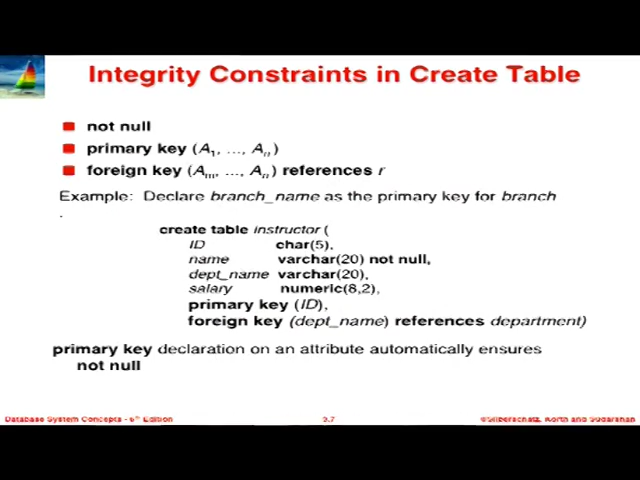 Integrity Constraints in Create Table
not null
primary key (A1, ..., An)
foreign key (Am, ..., An) references r
Example: Declare branch_name as the primary key for branch
.
create table instructor (
ID char(5),
name varchar(20) not null,
dept_name varchar(20),
salary numeric(8,2),
primary key (ID),
foreign key (dept_name) references department)
primary key declaration on an attribute automatically ensures
not null
Database System Concepts - 6th Edition 3.7 ©Silberschatz, Korth and Sudarshan